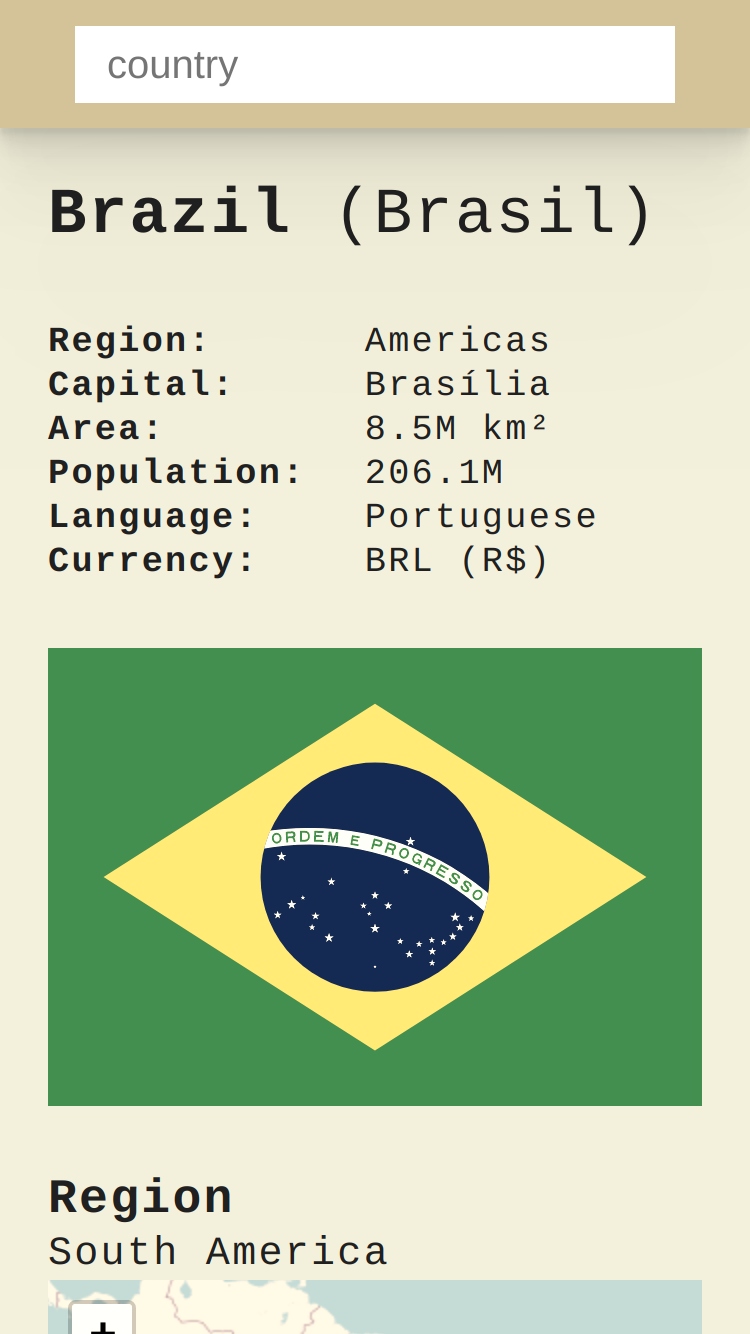 country
Brazil (Brasil)
Region: Americas
Capital: Brasília
Area: 8.5M km²
Population: 206.1M
Language: Portuguese
Currency: BRL (R$)
ORDEM E PROGRESSO
Region
South America
+